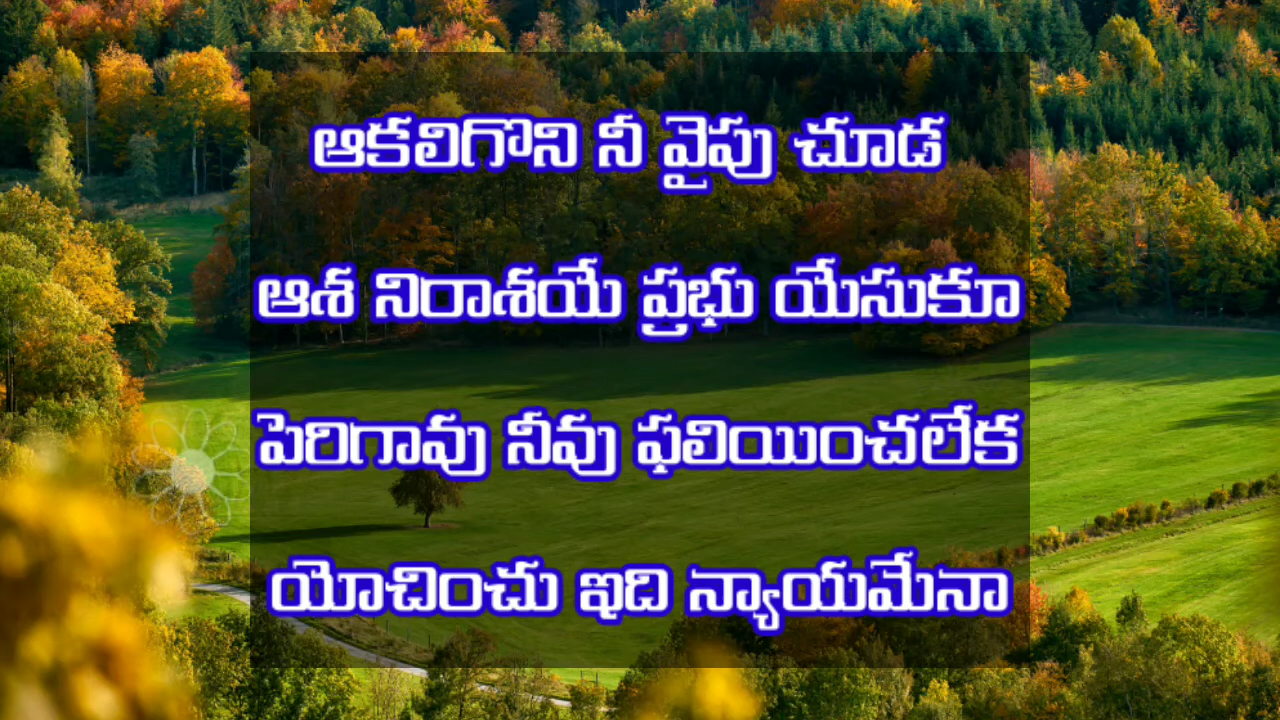 ఆకలిగొని నీ వైపు చూడ
ఆశ నిరాశయే ప్రభు యేసుకూ
పెరిగావు నీవు ఫలియించలేక
యోచించు ఇది న్యాయమేనా